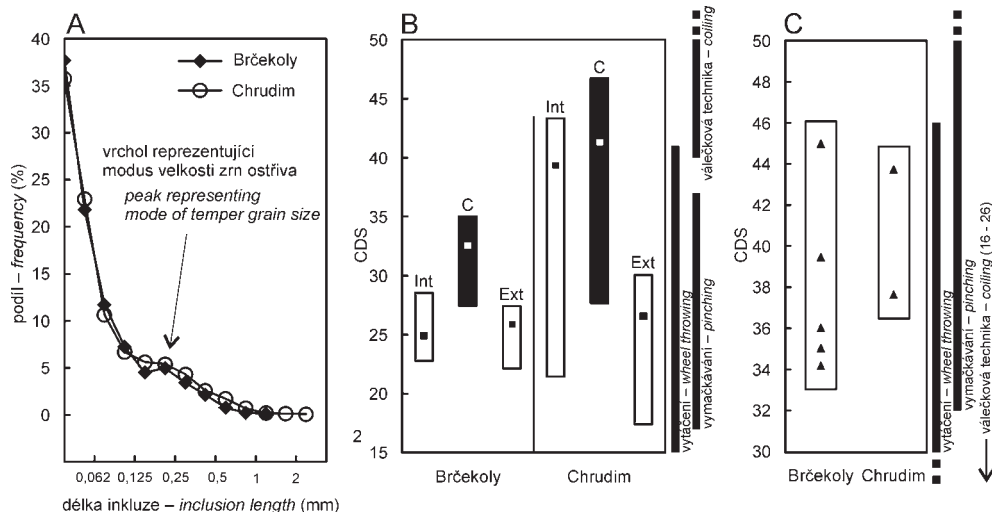 A
40
35
30
25
20
15
10
5
0
podíl – frequency (%)
Brčekoly
Chrudim
vrchol reprezentující
modus velkosti zrn ostřiva
peak representing
mode of temper grain size
0,062 0,125 0,25 0,5 1 2
délka inkluze – inclusion length (mm)
B
50
45
40
35
30
25
20
2
15
CDS
Int
C
Ext
Int
C
Ext
Brčekoly Chrudim
vytáčení – wheel throwing
vymačkávání – pinching
válečková technika – coiling
C
50
48
46
44
42
40
38
36
34
32
30
CDS
Brčekoly Chrudim
vytáčení – wheel throwing
vymačkávání – pinching
válečková technika – coiling (16 - 26)